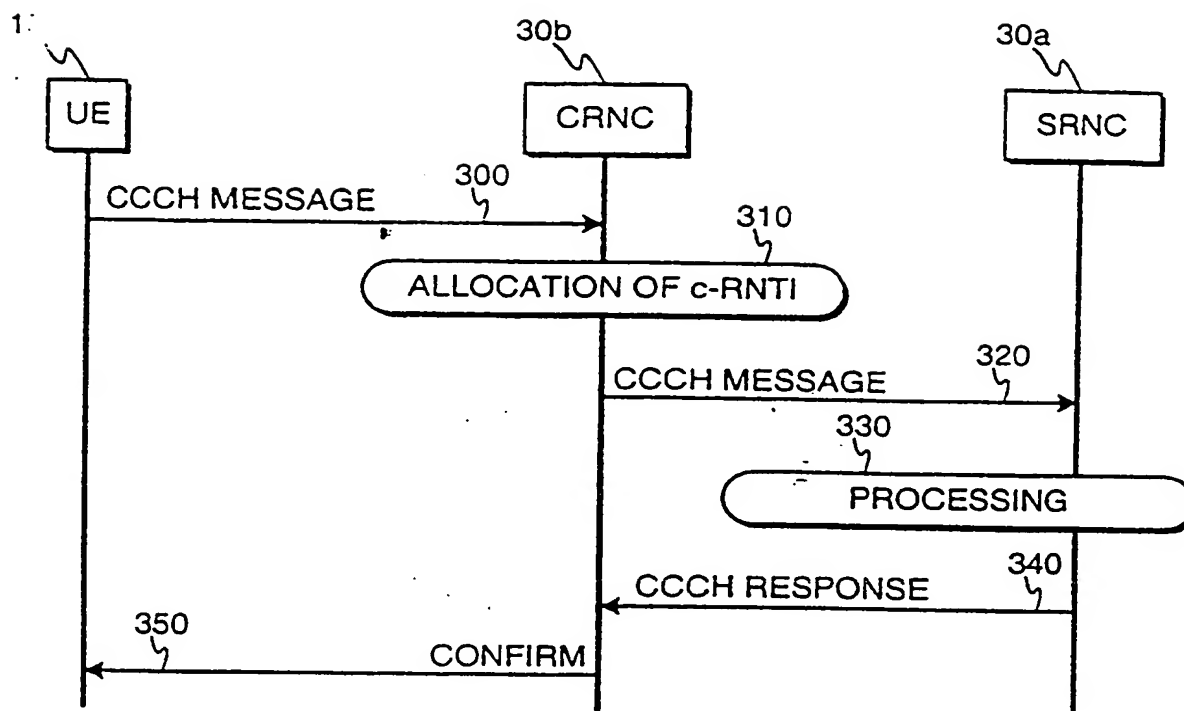 1
30b
30a
UE
CRNC
SRNC
CCCH MESSAGE
300
310
ALLOCATION OF c-RNTI
CCCH MESSAGE
320
330
PROCESSING
CCCH RESPONSE
340
350
CONFIRM